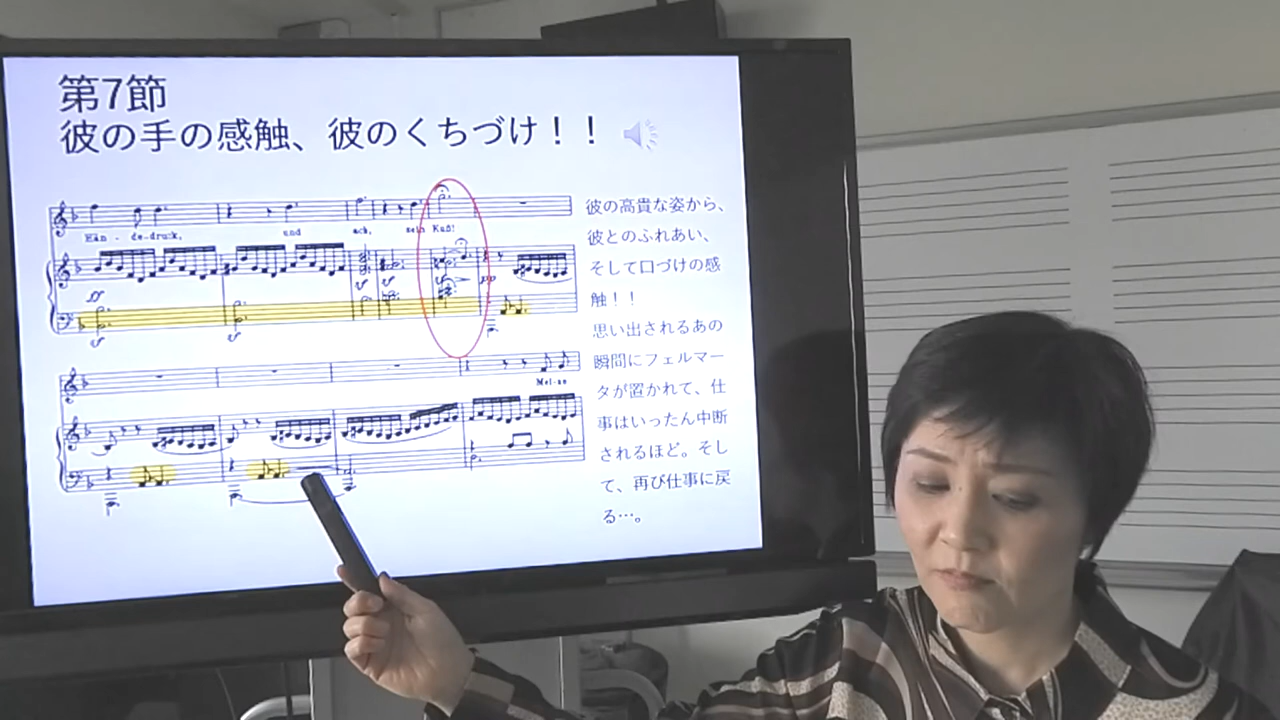 第7節
彼の手の感触、彼のくちづけ！！
Hän - de-druck,
und
ach,
sein Kuß!
彼の高貴な姿から、
彼とのふれあい、
そして口づけの感
触！！
思い出されるあの
瞬間にフェルマー
タが置かれて、仕
事はいったん中断
されるほど。そし
て、再び仕事に戻
る…。
Mei-ne